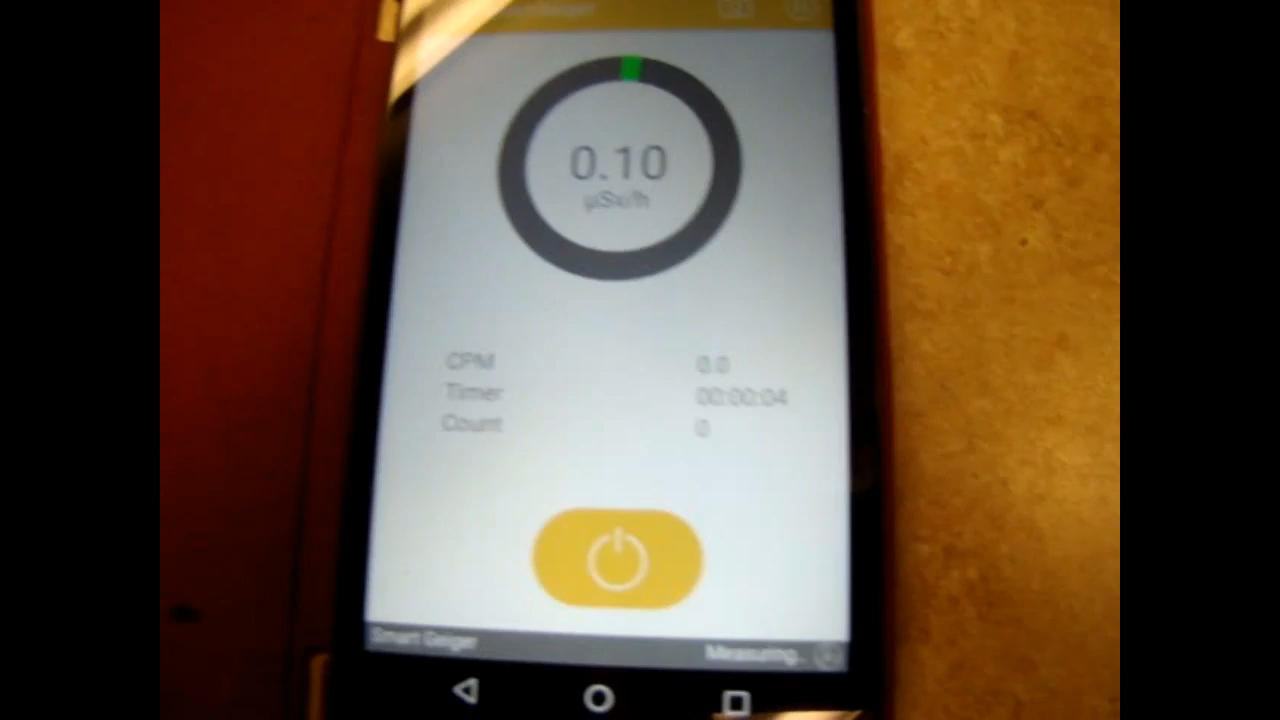 0.10
µSv/h
CPM 0.0
Timer 00:00:04
Count 0
Smart Geiger Measuring..